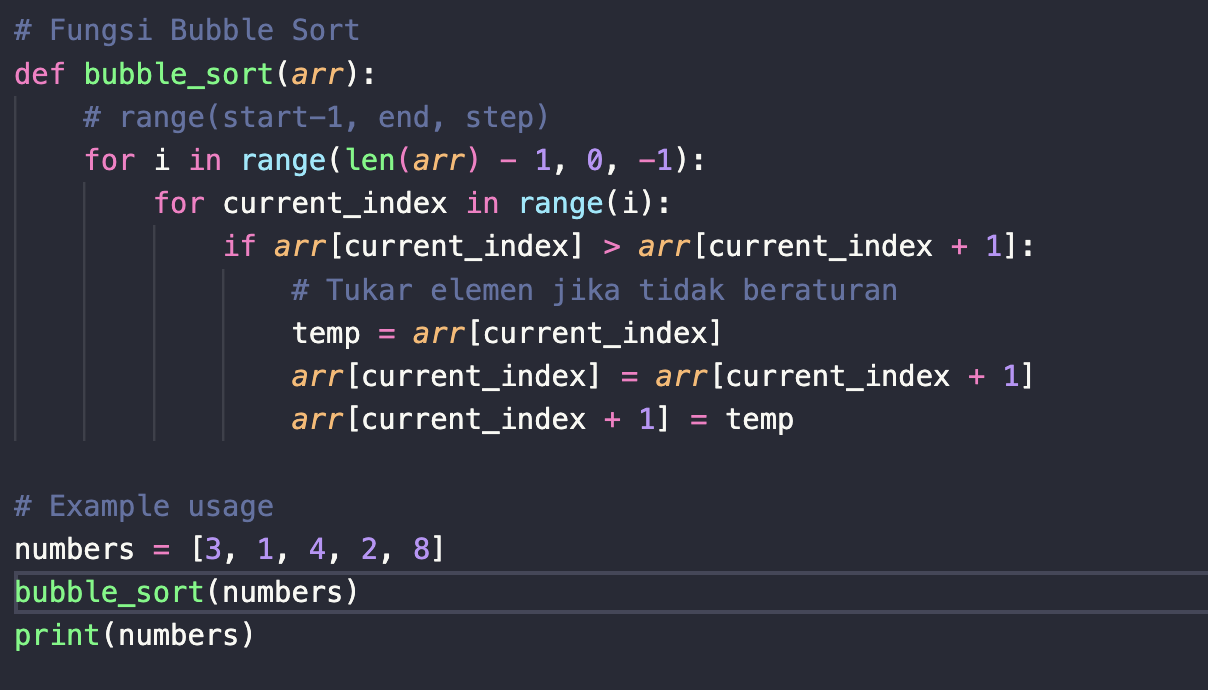 # Fungsi Bubble Sort
def bubble_sort(arr):
    # range(start-1, end, step)
    for i in range(len(arr) - 1, 0, -1):
        for current_index in range(i):
            if arr[current_index] > arr[current_index + 1]:
                # Tukar elemen jika tidak beraturan
                temp = arr[current_index]
                arr[current_index] = arr[current_index + 1]
                arr[current_index + 1] = temp

# Example usage
numbers = [3, 1, 4, 2, 8]
bubble_sort(numbers)
print(numbers)